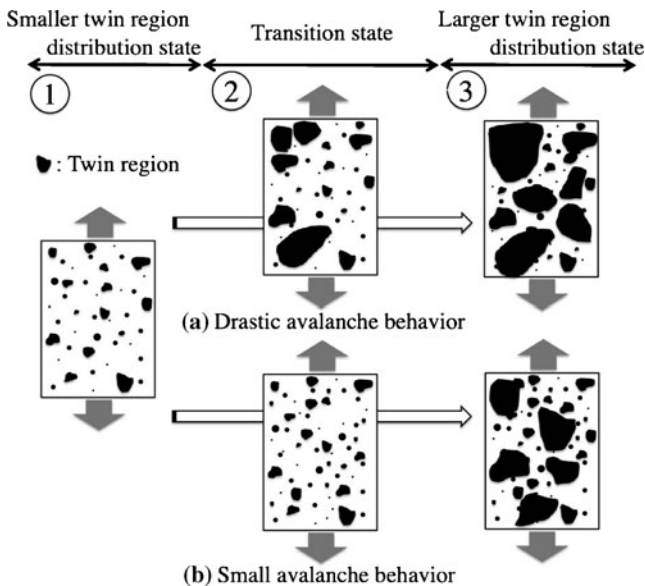 Smaller twin region
distribution state
Transition state
Larger twin region
distribution state
1
2
3
: Twin region
(a) Drastic avalanche behavior
(b) Small avalanche behavior